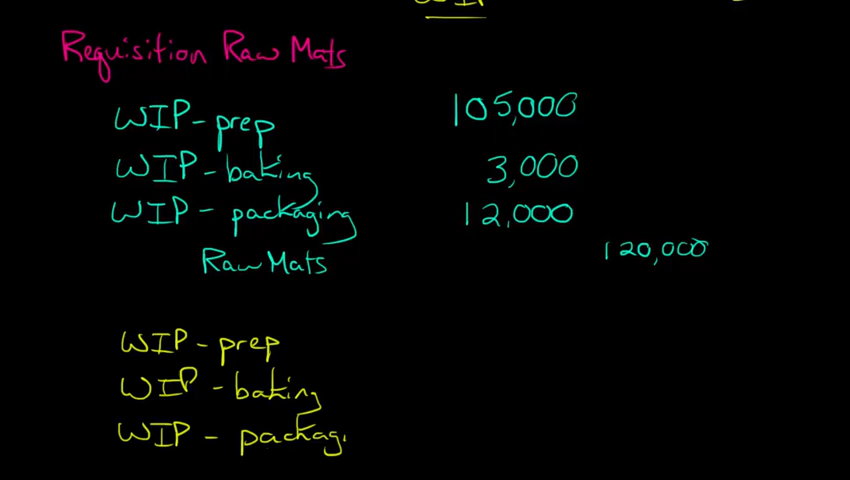 WIP
Requisition Raw Mats
WIP - prep 105,000
WIP - baking 3,000
WIP - packaging 12,000
Raw Mats 120,000
WIP - prep
WIP - baking
WIP - packagi